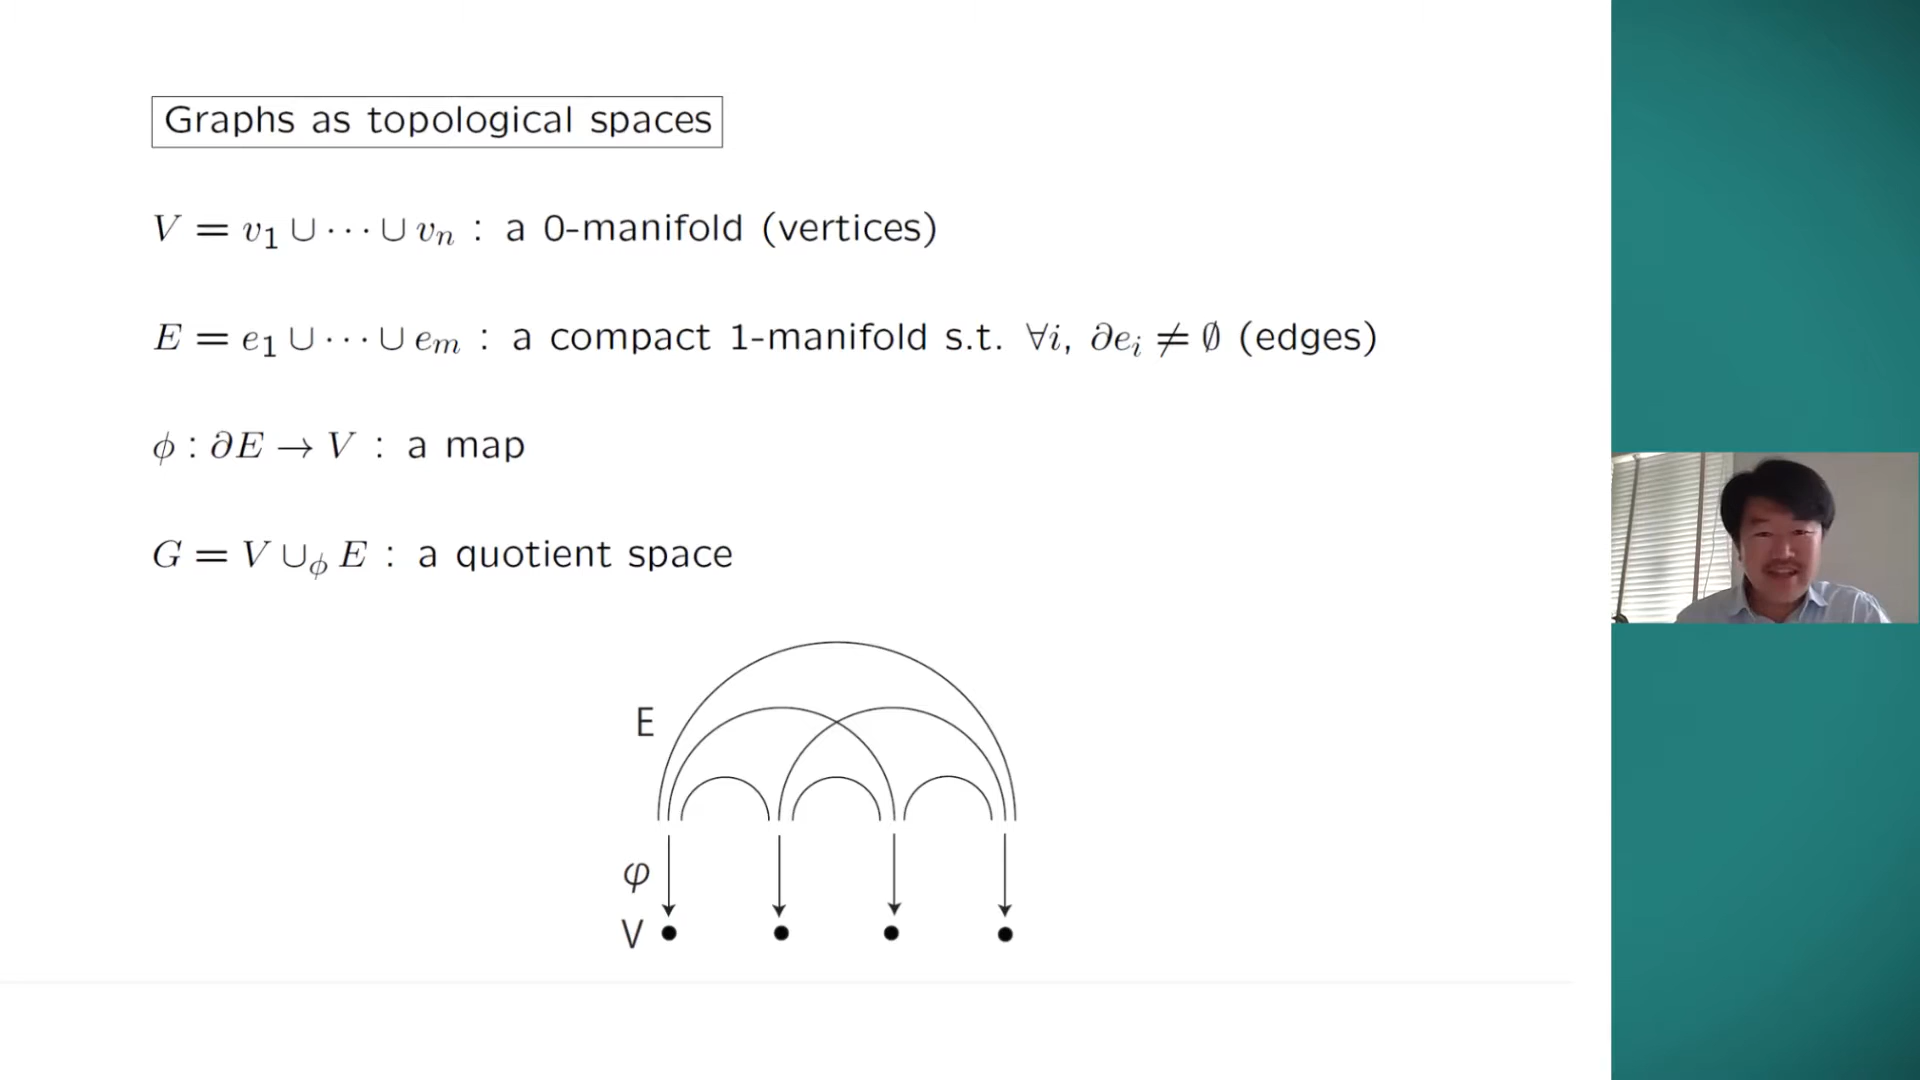 Graphs as topological spaces
V = v₁ ∪ ⋯ ∪ vₙ : a 0-manifold (vertices)
E = e₁ ∪ ⋯ ∪ eₘ : a compact 1-manifold s.t. ∀i, ∂eᵢ ≠ ∅ (edges)
ϕ : ∂E → V : a map
G = V ∪_ϕ E : a quotient space
E
φ
V